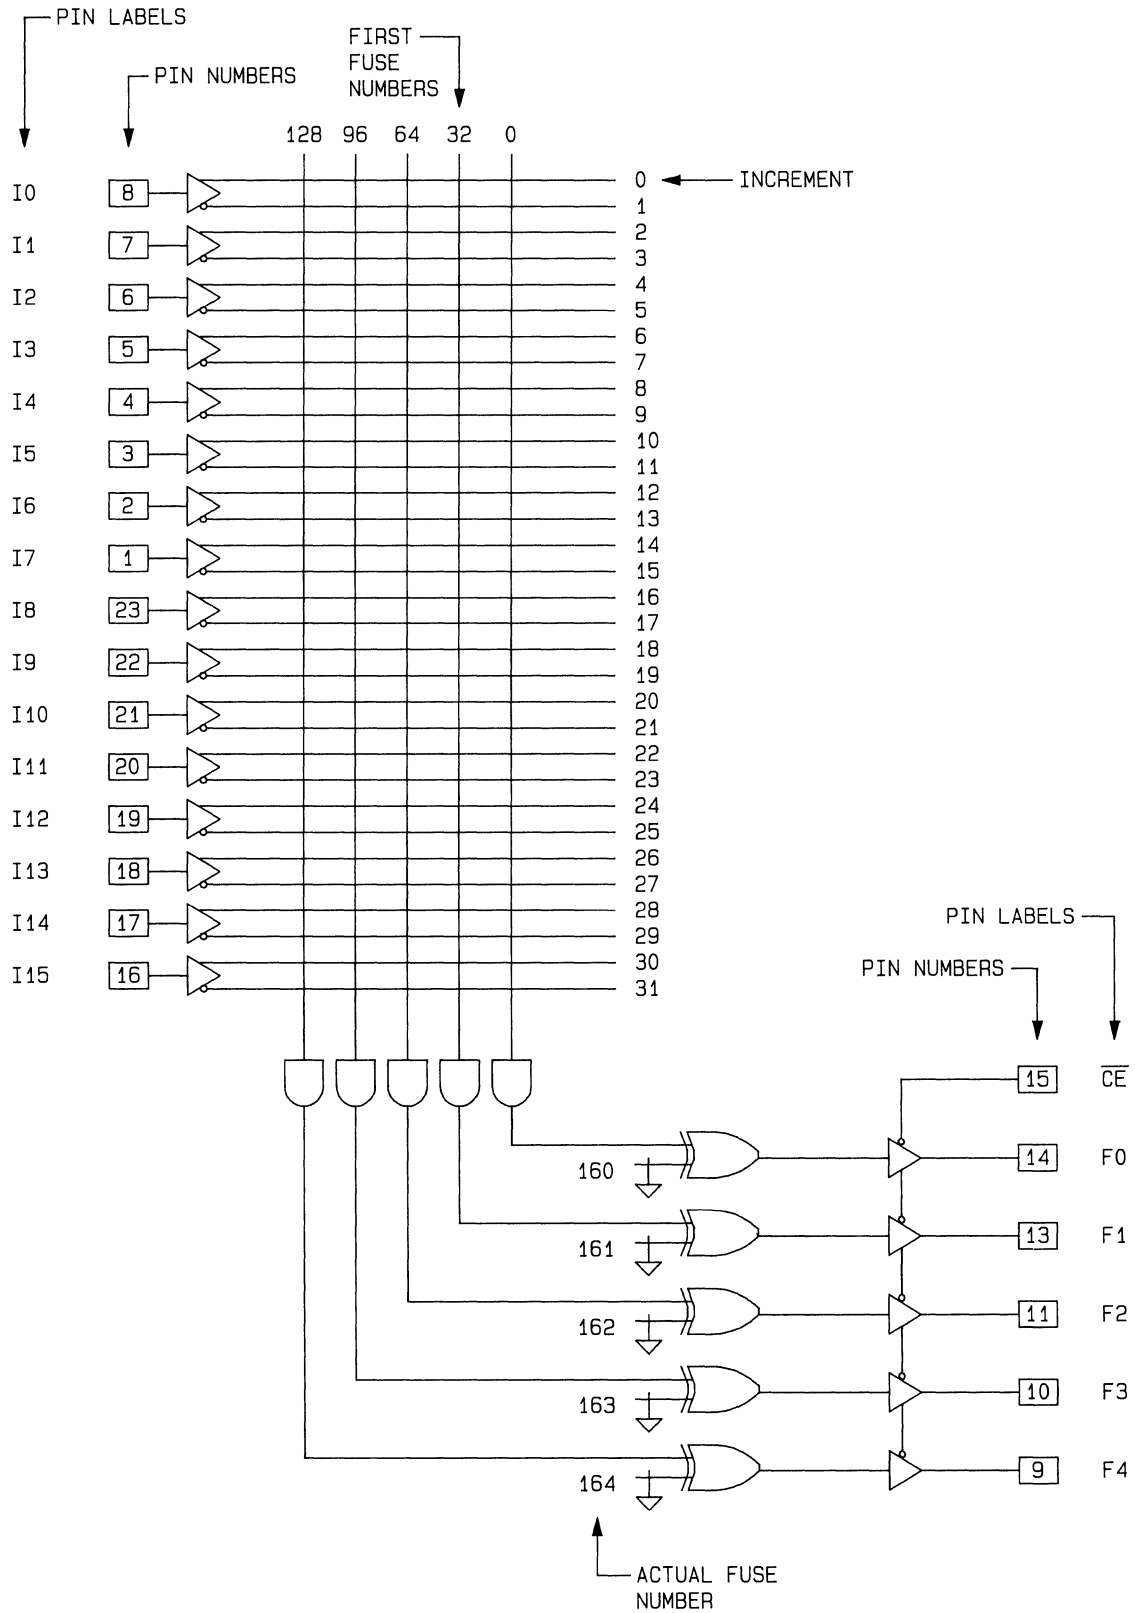 PIN LABELS
FIRST
FUSE
NUMBERS
PIN NUMBERS
128 96 64 32 0
0 INCREMENT
I0 8
1
2
I1 7
3
4
I2 6
5
6
I3 5
7
8
I4 4
9
10
I5 3
11
12
I6 2
13
14
I7 1
15
16
I8 23
17
18
I9 22
19
20
I10 21
21
22
I11 20
23
24
I12 19
25
26
I13 18
27
28
I14 17
29
30
I15 16
31
PIN LABELS
PIN NUMBERS
15 CE
14 F0
160
13 F1
161
11 F2
162
10 F3
163
9 F4
164
ACTUAL FUSE
NUMBER